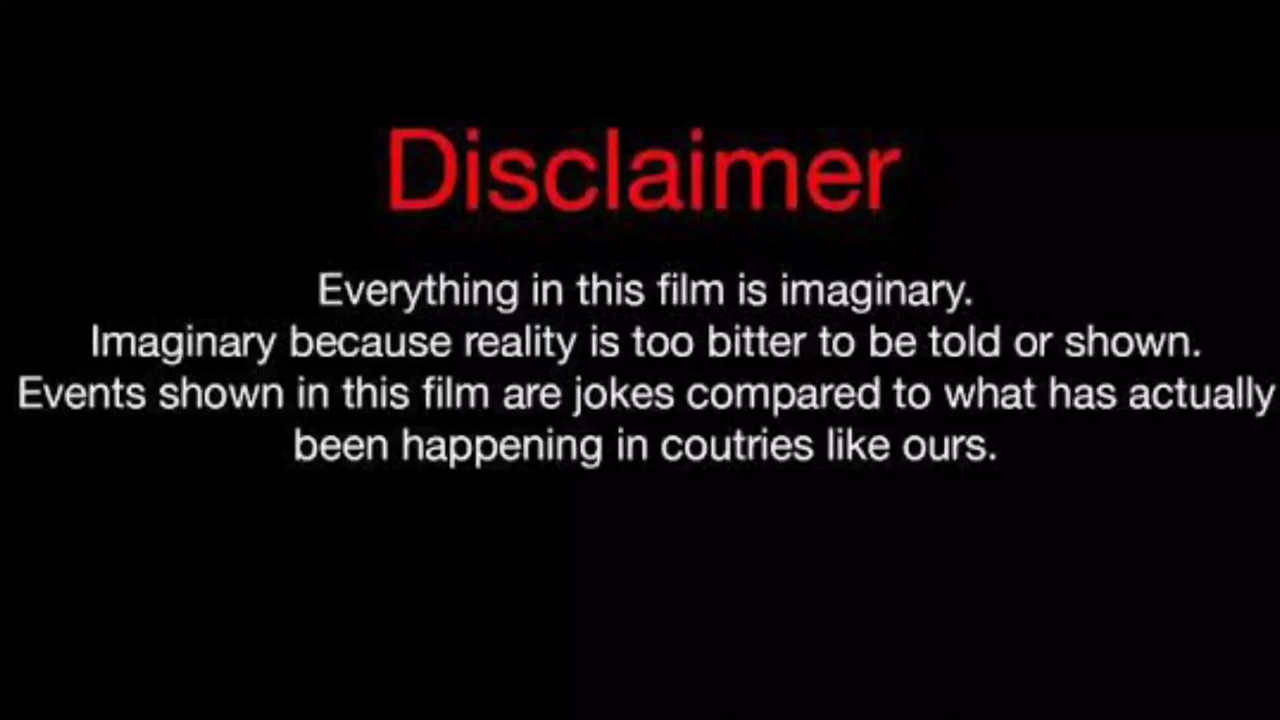 Disclaimer
Everything in this film is imaginary.
Imaginary because reality is too bitter to be told or shown.
Events shown in this film are jokes compared to what has actually
been happening in coutries like ours.